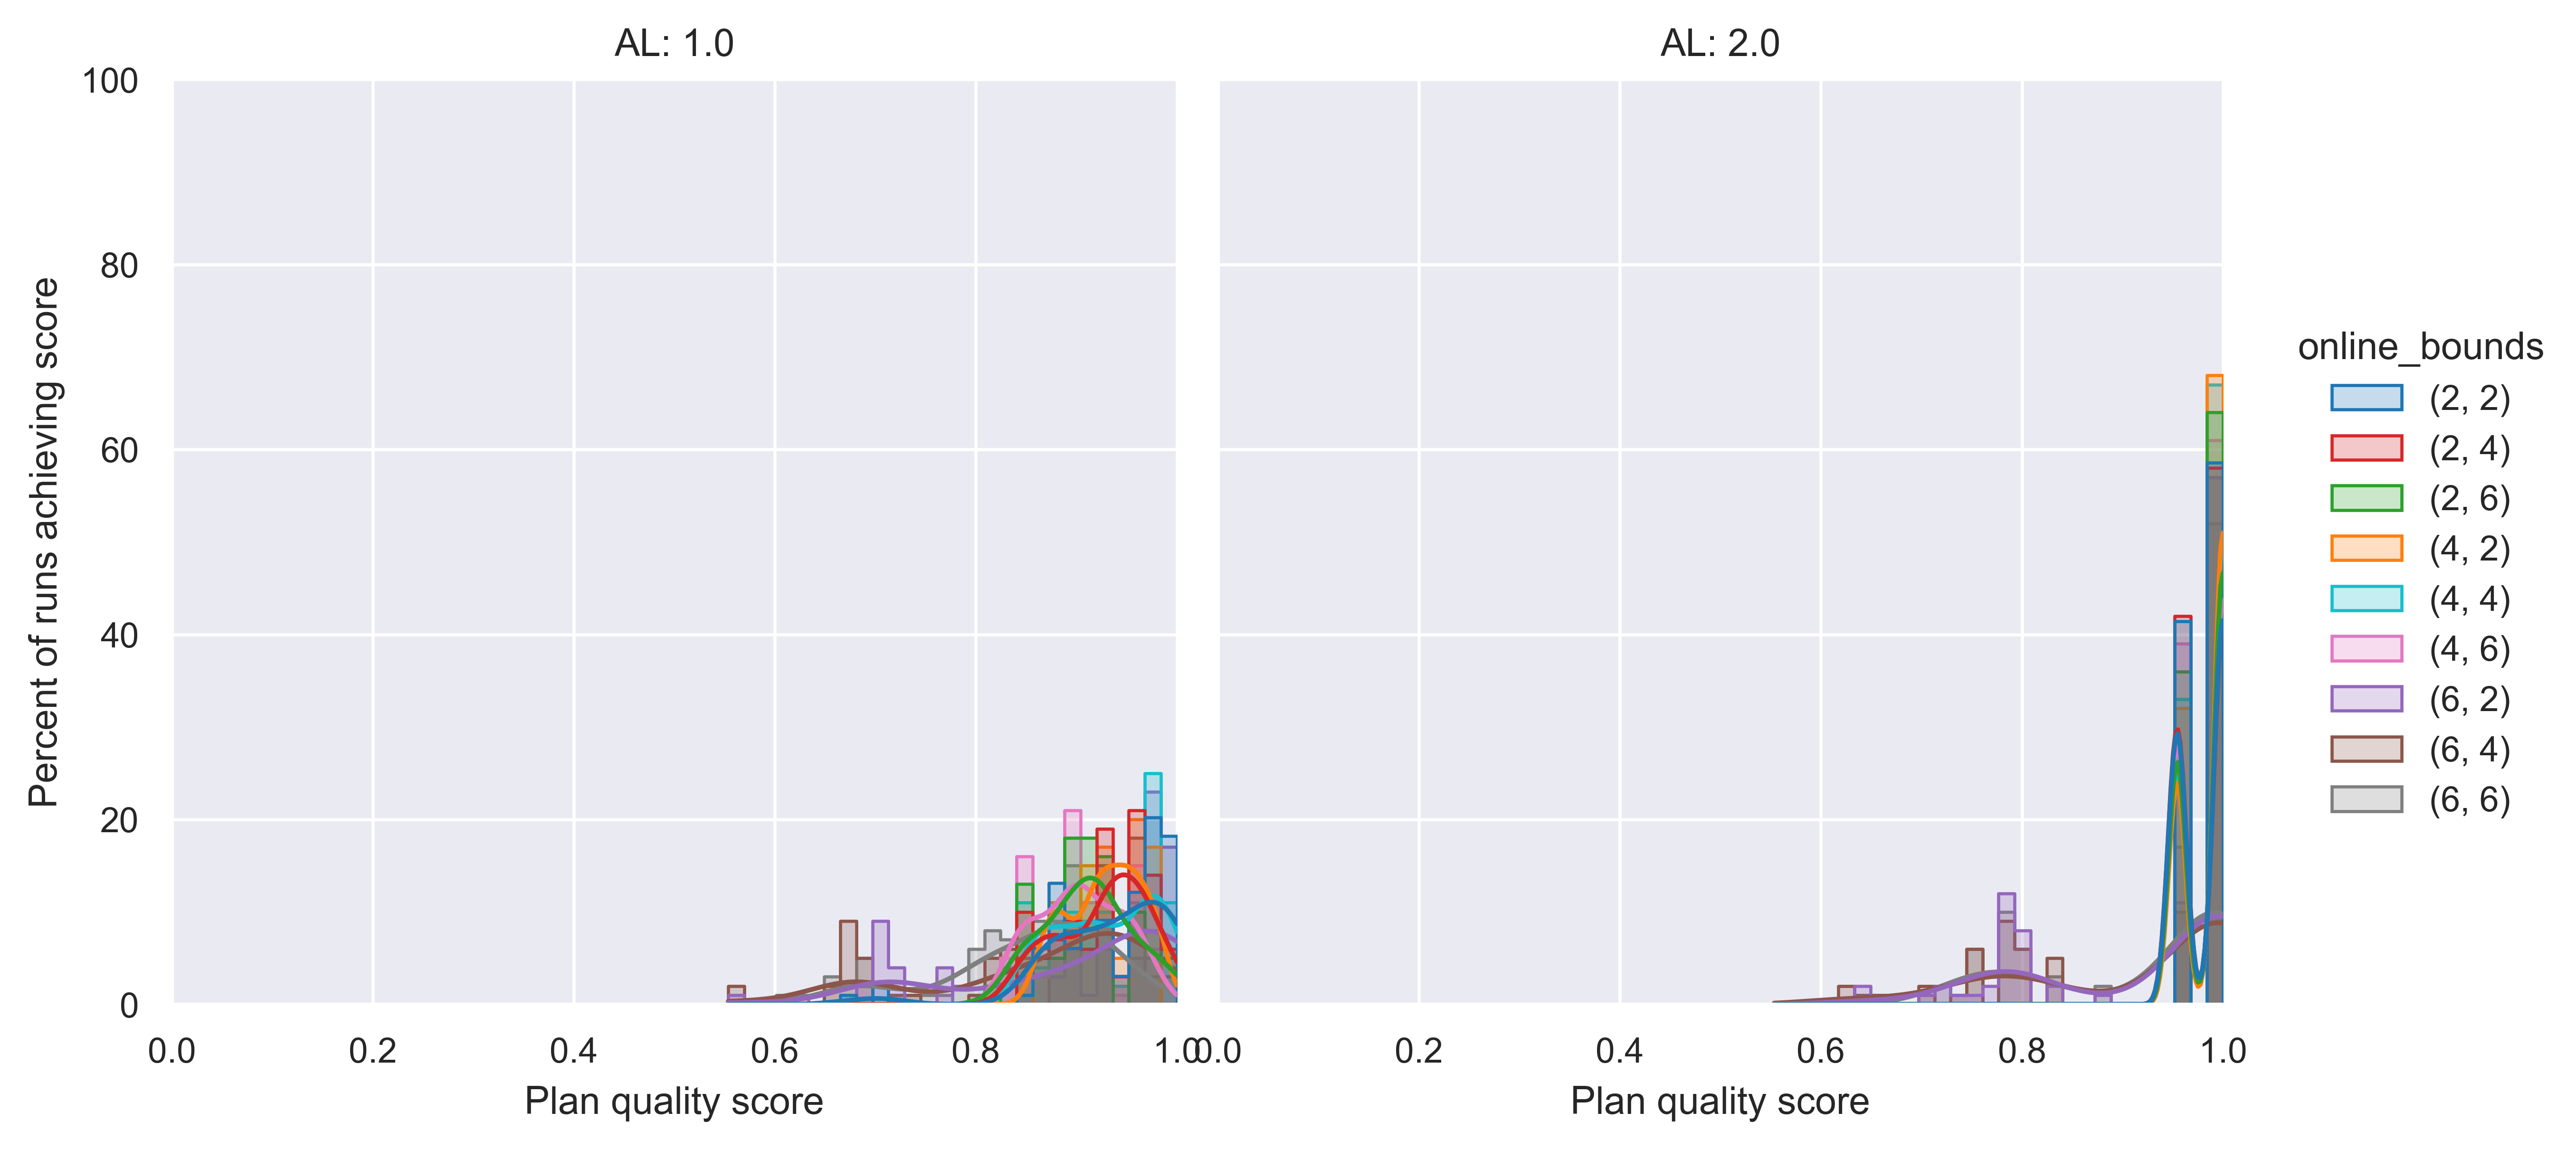 AL: 1.0
AL: 2.0
Percent of runs achieving score
100
80
60
40
20
0
0.0 0.2 0.4 0.6 0.8 1.0
0.0 0.2 0.4 0.6 0.8 1.0
Plan quality score
Plan quality score
online_bounds
(2, 2)
(2, 4)
(2, 6)
(4, 2)
(4, 4)
(4, 6)
(6, 2)
(6, 4)
(6, 6)